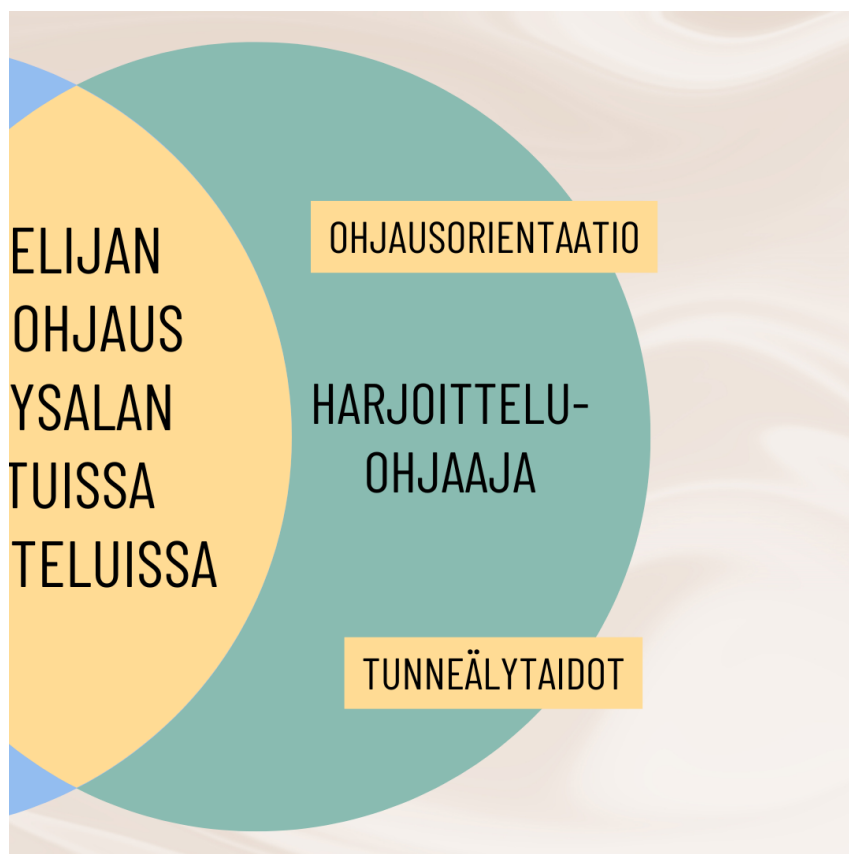 ELIJAN
OHJAUS
YSALAN
TUISSA
TELUISSA
OHJAUSORIENTAATIO
HARJOITTELU-
OHJAAJA
TUNNEÄLYTAIDOT